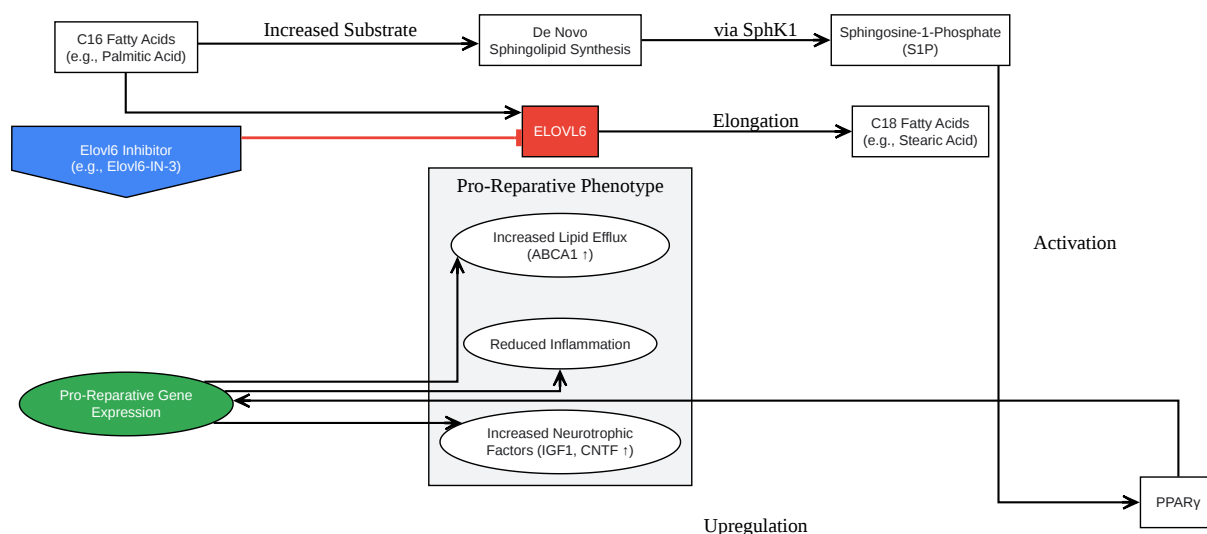 C16 Fatty Acids
(e.g., Palmitic Acid)
Increased Substrate
De Novo
Sphingolipid Synthesis
via SphK1
Sphingosine-1-Phosphate
(S1P)
Elovl6 Inhibitor
(e.g., Elovl6-IN-3)
ELOVL6
Elongation
C18 Fatty Acids
(e.g., Stearic Acid)
Pro-Reparative Phenotype
Increased Lipid Efflux
(ABCA1 ↑)
Activation
Reduced Inflammation
Pro-Reparative Gene
Expression
Increased Neurotrophic
Factors (IGF1, CNTF ↑)
PPARγ
Upregulation